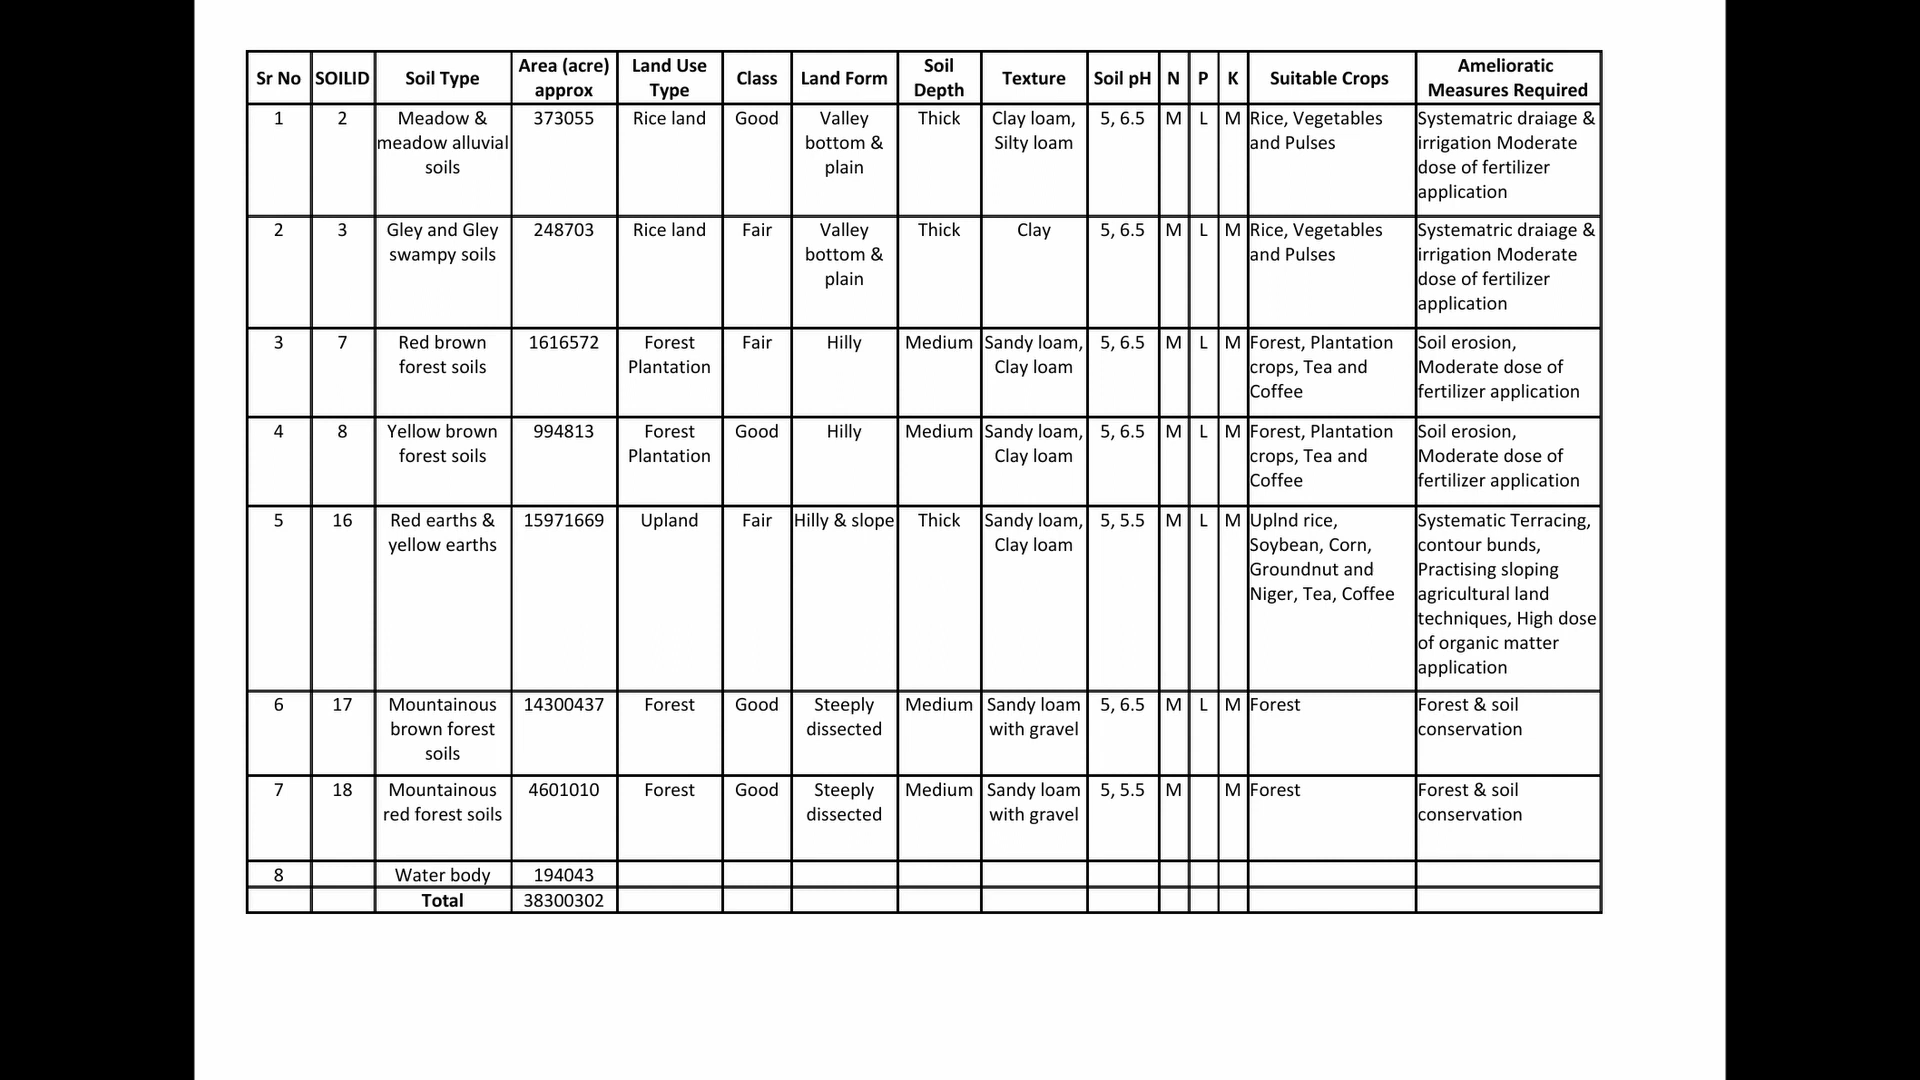 Sr No SOILID Soil Type Area (acre) approx Land Use Type Class Land Form Soil Depth Texture Soil pH N P K Suitable Crops Amelioratic Measures Required
1 2 Meadow & meadow alluvial soils 373055 Rice land Good Valley bottom & plain Thick Clay loam, Silty loam 5, 6.5 M L M Rice, Vegetables and Pulses Systematric draiage & irrigation Moderate dose of fertilizer application
2 3 Gley and Gley swampy soils 248703 Rice land Fair Valley bottom & plain Thick Clay 5, 6.5 M L M Rice, Vegetables and Pulses Systematric draiage & irrigation Moderate dose of fertilizer application
3 7 Red brown forest soils 1616572 Forest Plantation Fair Hilly Medium Sandy loam, Clay loam 5, 6.5 M L M Forest, Plantation crops, Tea and Coffee Soil erosion, Moderate dose of fertilizer application
4 8 Yellow brown forest soils 994813 Forest Plantation Good Hilly Medium Sandy loam, Clay loam 5, 6.5 M L M Forest, Plantation crops, Tea and Coffee Soil erosion, Moderate dose of fertilizer application
5 16 Red earths & yellow earths 15971669 Upland Fair Hilly & slope Thick Sandy loam, Clay loam 5, 5.5 M L M Uplnd rice, Soybean, Corn, Groundnut and Niger, Tea, Coffee Systematic Terracing, contour bunds, Practising sloping agricultural land techniques, High dose of organic matter application
6 17 Mountainous brown forest soils 14300437 Forest Good Steeply dissected Medium Sandy loam with gravel 5, 6.5 M L M Forest Forest & soil conservation
7 18 Mountainous red forest soils 4601010 Forest Good Steeply dissected Medium Sandy loam with gravel 5, 5.5 M M Forest Forest & soil conservation
8 Water body 194043
Total 38300302